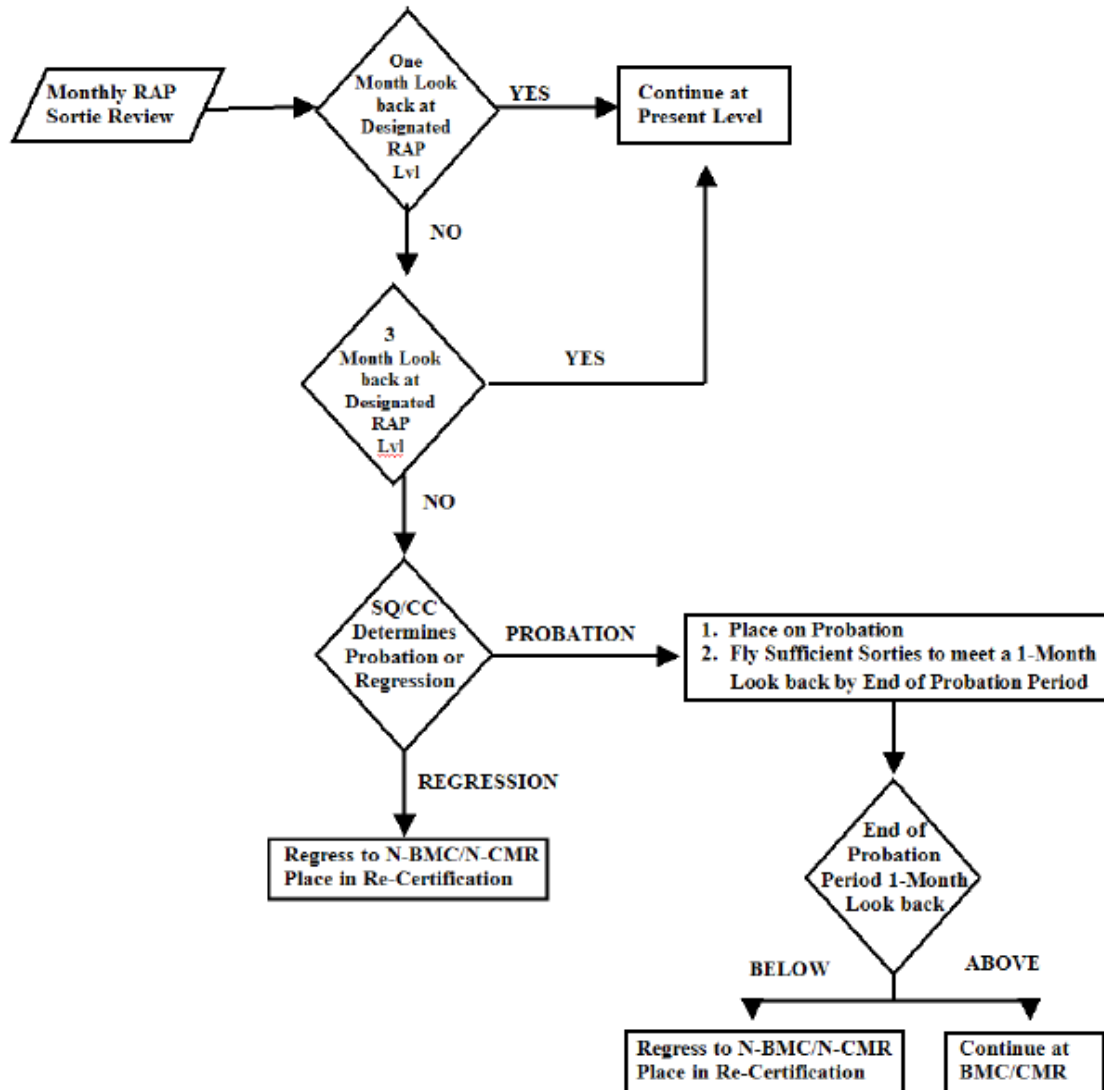 Monthly RAP
Sortie Review
One
Month Look
back at
Designated
RAP
Lvl
YES
Continue at
Present Level
NO
3
Month Look
back at
Designated
RAP
Lvl
YES
NO
SQ/CC
Determines
Probation or
Regression
PROBATION
1. Place on Probation
2. Fly Sufficient Sorties to meet a 1-Month
Look back by End of Probation Period
REGRESSION
Regress to N-BMC/N-CMR
Place in Re-Certification
End of
Probation
Period 1-Month
Look back
BELOW
ABOVE
Regress to N-BMC/N-CMR
Place in Re-Certification
Continue at
BMC/CMR